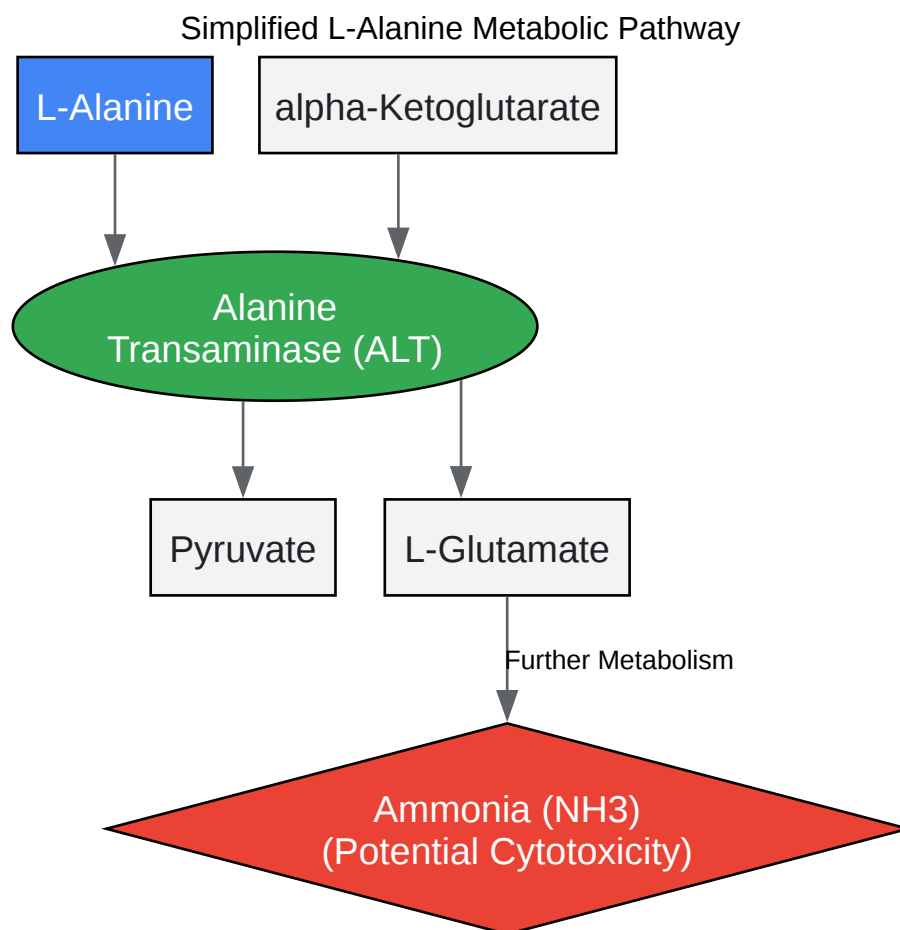 Simplified L-Alanine Metabolic Pathway
L-Alanine
alpha-Ketoglutarate
Alanine
Transaminase (ALT)
Pyruvate
L-Glutamate
Further Metabolism
Ammonia (NH3)
(Potential Cytotoxicity)